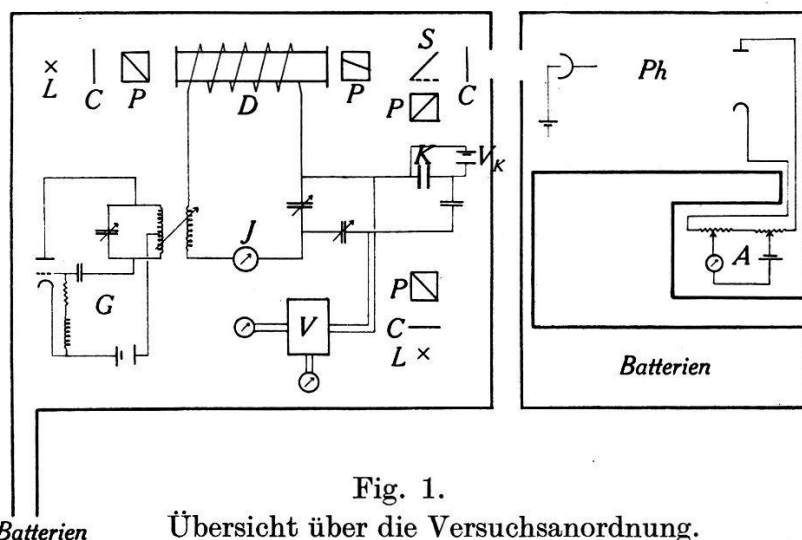 L C P D P S C
P
K V_K
J
G
V
P
C
L
Ph
A
Batterien
Batterien
Fig. 1.
Übersicht über die Versuchsanordnung.